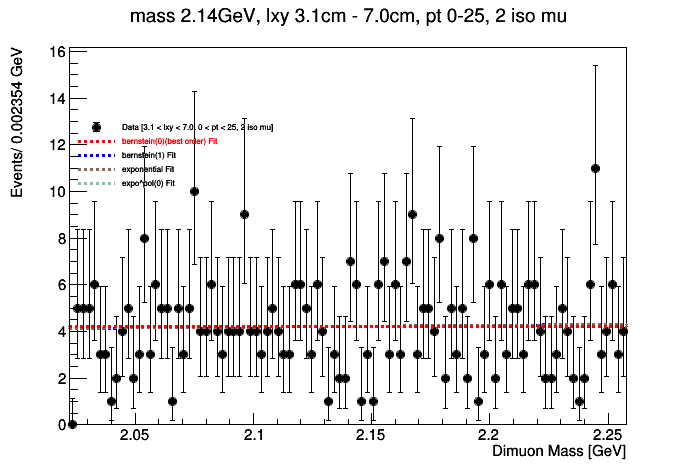 mass 2.14GeV, lxy 3.1cm - 7.0cm, pt 0-25, 2 iso mu
Events/ 0.002354 GeV
16
14
12
10
8
6
4
2
0
Data [3.1 < lxy < 7.0, 0 < pt < 25, 2 iso mu]
bernstein(0)(best order) Fit
bernstein(1) Fit
exponential Fit
expo*pol(0) Fit
2.05
2.1
2.15
2.2
2.25
Dimuon Mass [GeV]